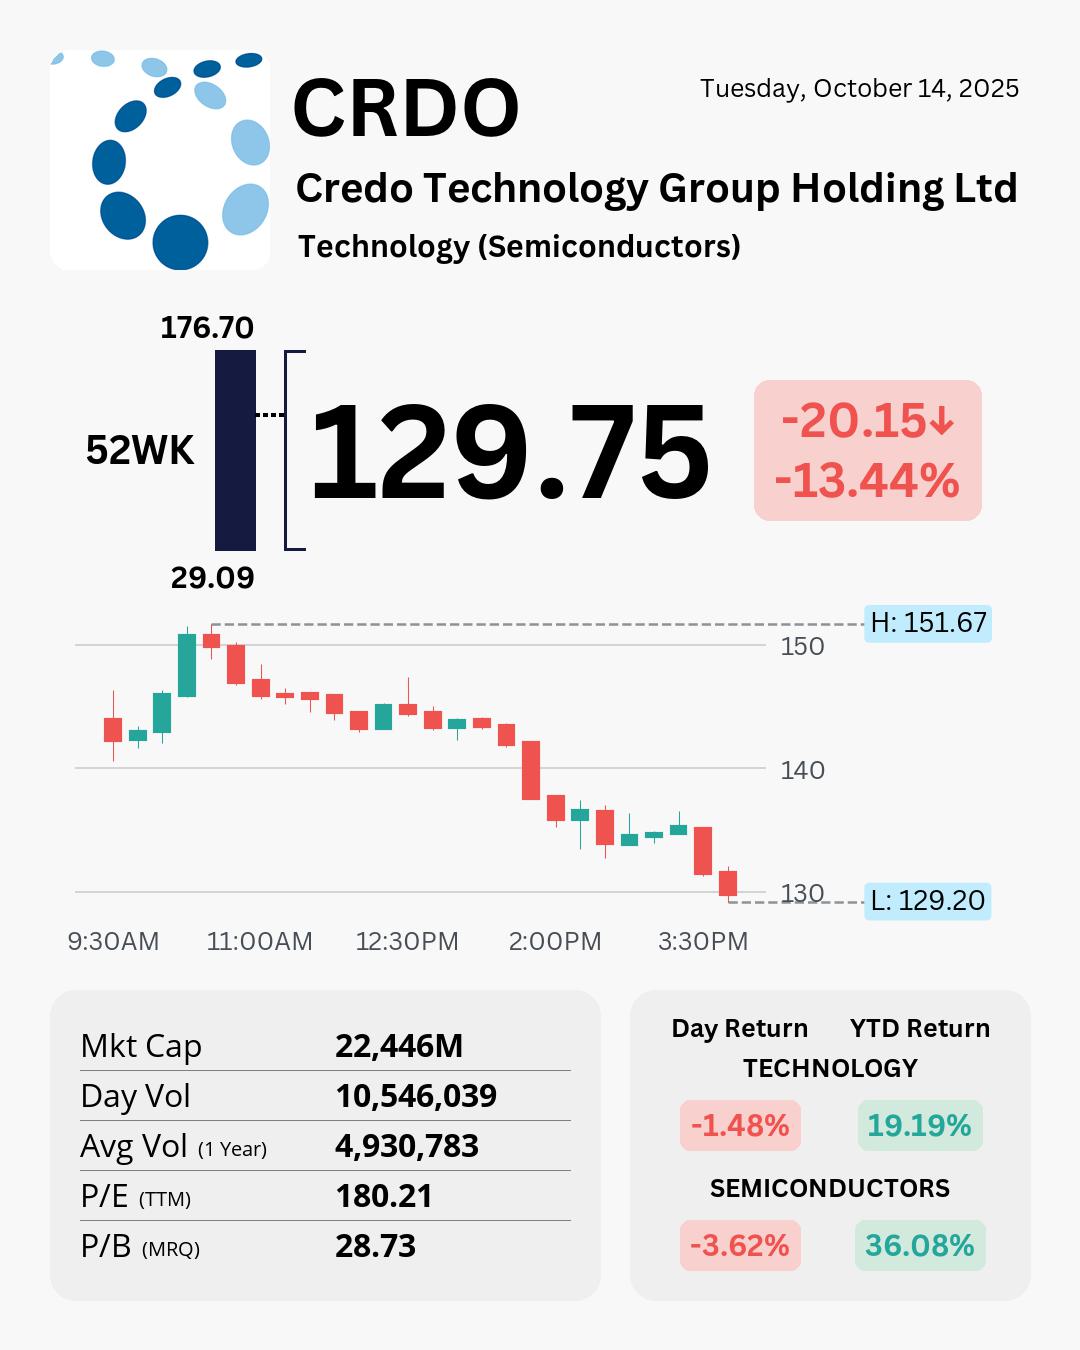 CRDO
Tuesday, October 14, 2025
Credo Technology Group Holding Ltd
Technology (Semiconductors)
176.70
52WK
129.75
-20.15↓
-13.44%
29.09
H: 151.67
150
140
130
L: 129.20
9:30AM 11:00AM 12:30PM 2:00PM 3:30PM
Mkt Cap 22,446M
Day Vol 10,546,039
Avg Vol (1 Year) 4,930,783
P/E (TTM) 180.21
P/B (MRQ) 28.73
Day Return YTD Return
TECHNOLOGY
-1.48% 19.19%
SEMICONDUCTORS
-3.62% 36.08%